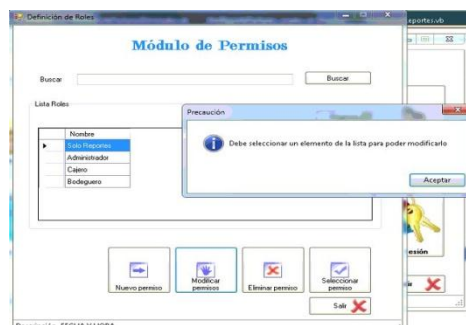 Definición de Roles
eportes.vb
Módulo de Permisos
Buscar
Buscar
Lista Roles
Precaución
Nombre
Solo Reportes
Administrador
Cajero
Bodeguero
Debe seleccionar un elemento de la lista para poder modificarlo
Aceptar
esión
Nuevo permiso
Modificar
permisos
Eliminar permiso
Seleccionar
permiso
Salir